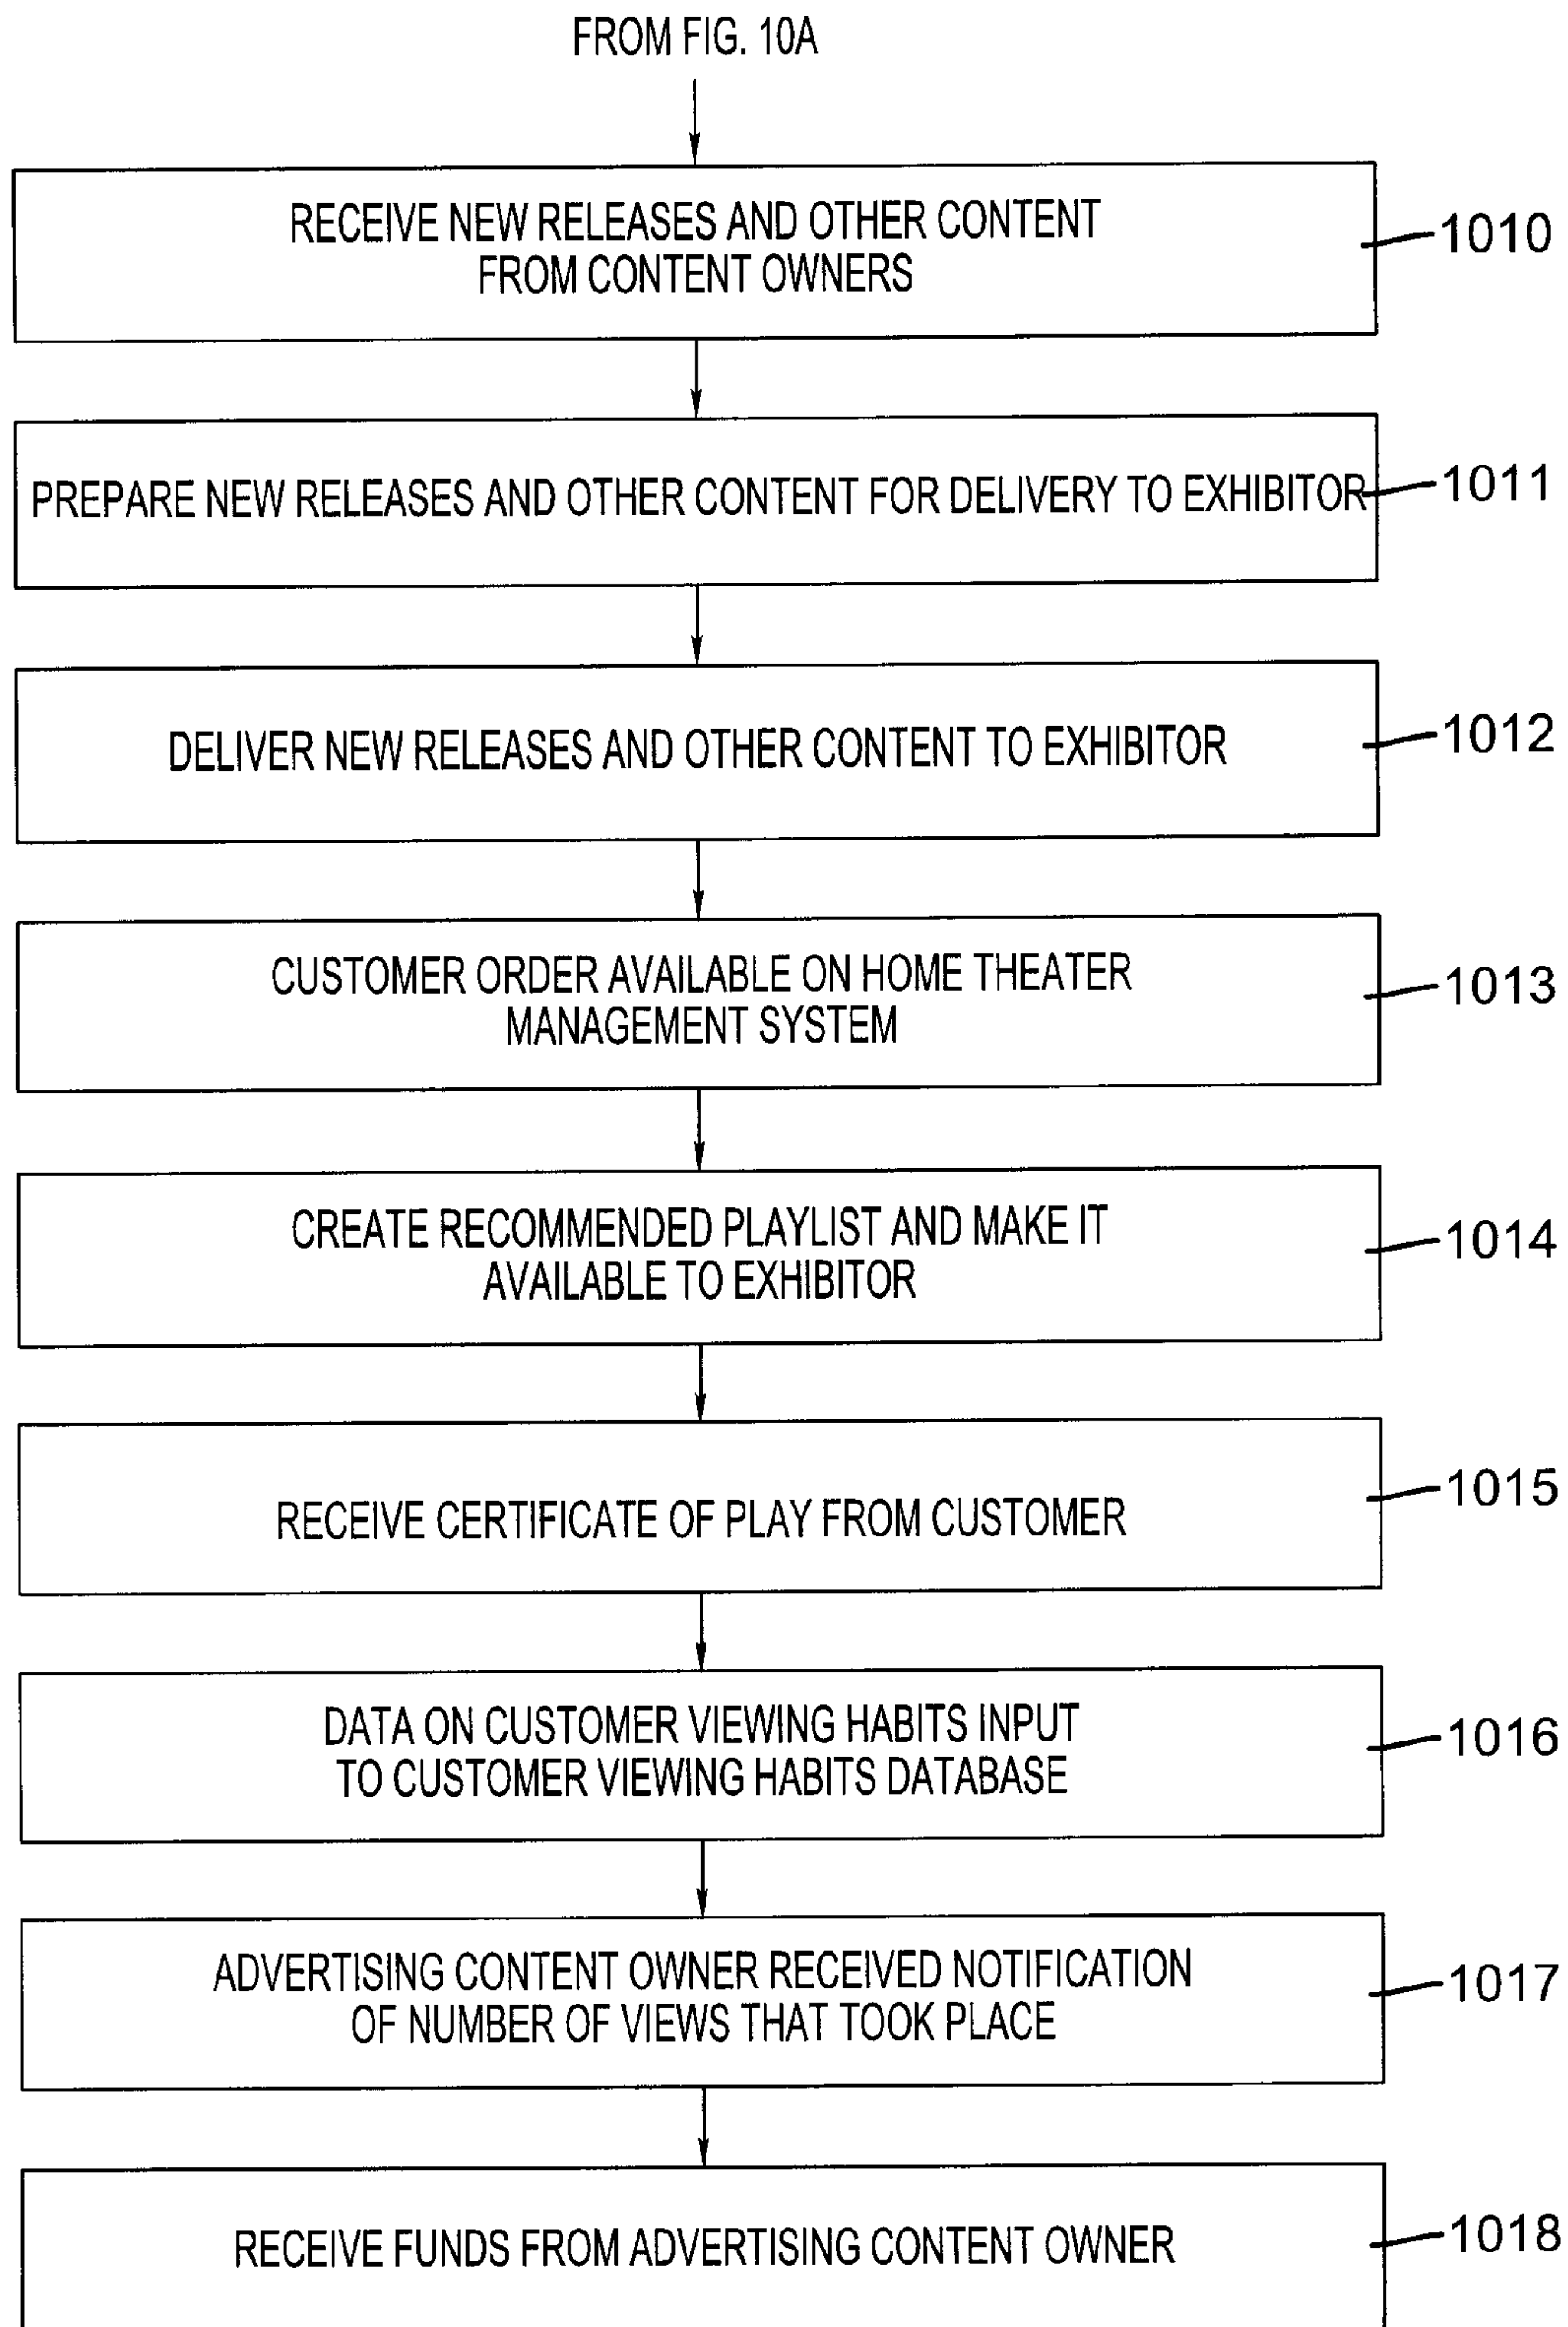 FROM FIG. 10A
RECEIVE NEW RELEASES AND OTHER CONTENT
FROM CONTENT OWNERS
1010
PREPARE NEW RELEASES AND OTHER CONTENT FOR DELIVERY TO EXHIBITOR
1011
DELIVER NEW RELEASES AND OTHER CONTENT TO EXHIBITOR
1012
CUSTOMER ORDER AVAILABLE ON HOME THEATER
MANAGEMENT SYSTEM
1013
CREATE RECOMMENDED PLAYLIST AND MAKE IT
AVAILABLE TO EXHIBITOR
1014
RECEIVE CERTIFICATE OF PLAY FROM CUSTOMER
1015
DATA ON CUSTOMER VIEWING HABITS INPUT
TO CUSTOMER VIEWING HABITS DATABASE
1016
ADVERTISING CONTENT OWNER RECEIVED NOTIFICATION
OF NUMBER OF VIEWS THAT TOOK PLACE
1017
RECEIVE FUNDS FROM ADVERTISING CONTENT OWNER
1018